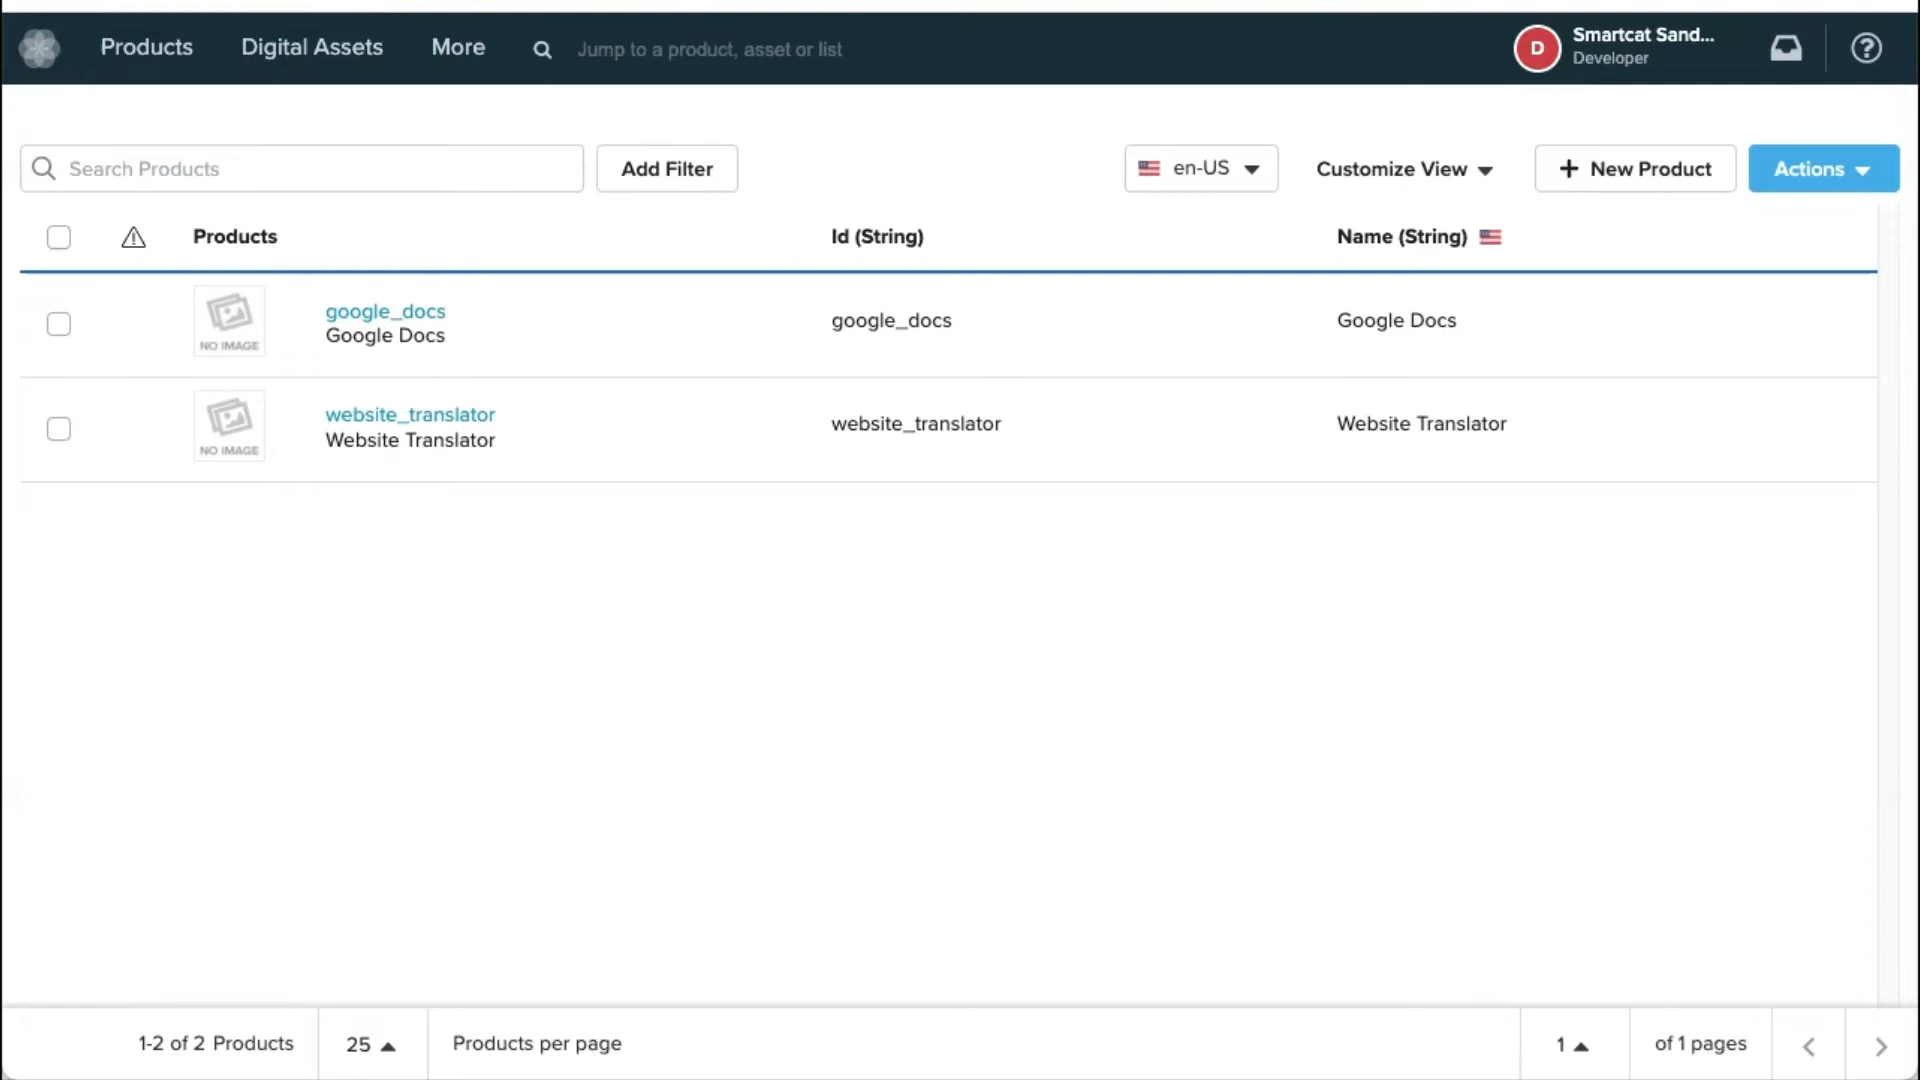 Products Digital Assets More Jump to a product, asset or list D Smartcat Sand...
Developer
Search Products Add Filter en-US Customize View + New Product Actions
Products Id (String) Name (String)
NO IMAGE google_docs google_docs Google Docs
Google Docs
NO IMAGE website_translator website_translator Website Translator
Website Translator
1-2 of 2 Products 25 Products per page 1 of 1 pages